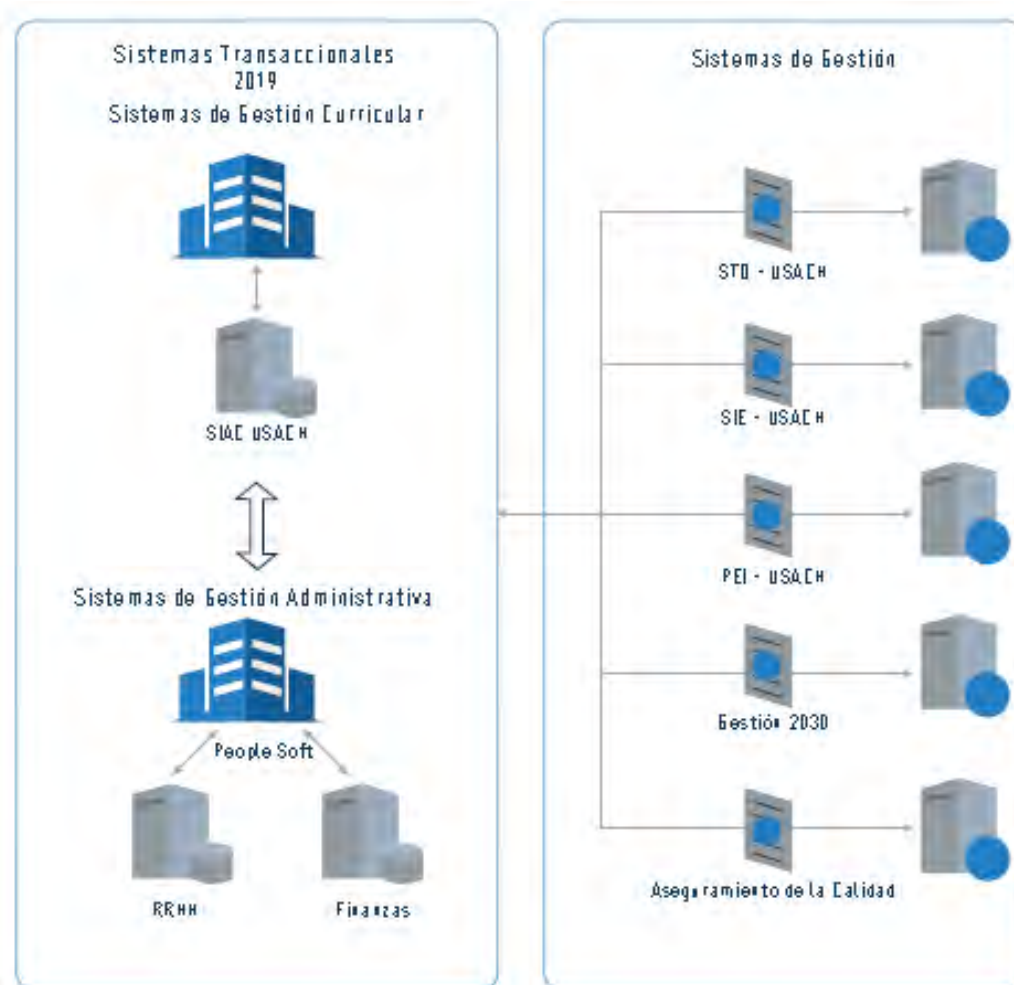 Sistemas Transaccionales
2019
Sistemas de Gestión Curricular
SIAC USACH
Sistemas de Gestión Administrativa
People Soft
RRHH
Finanzas
Sistemas de Gestión
STD - USACH
SIE - USACH
PEI - USACH
Gestión 2030
Aseguramiento de la Calidad